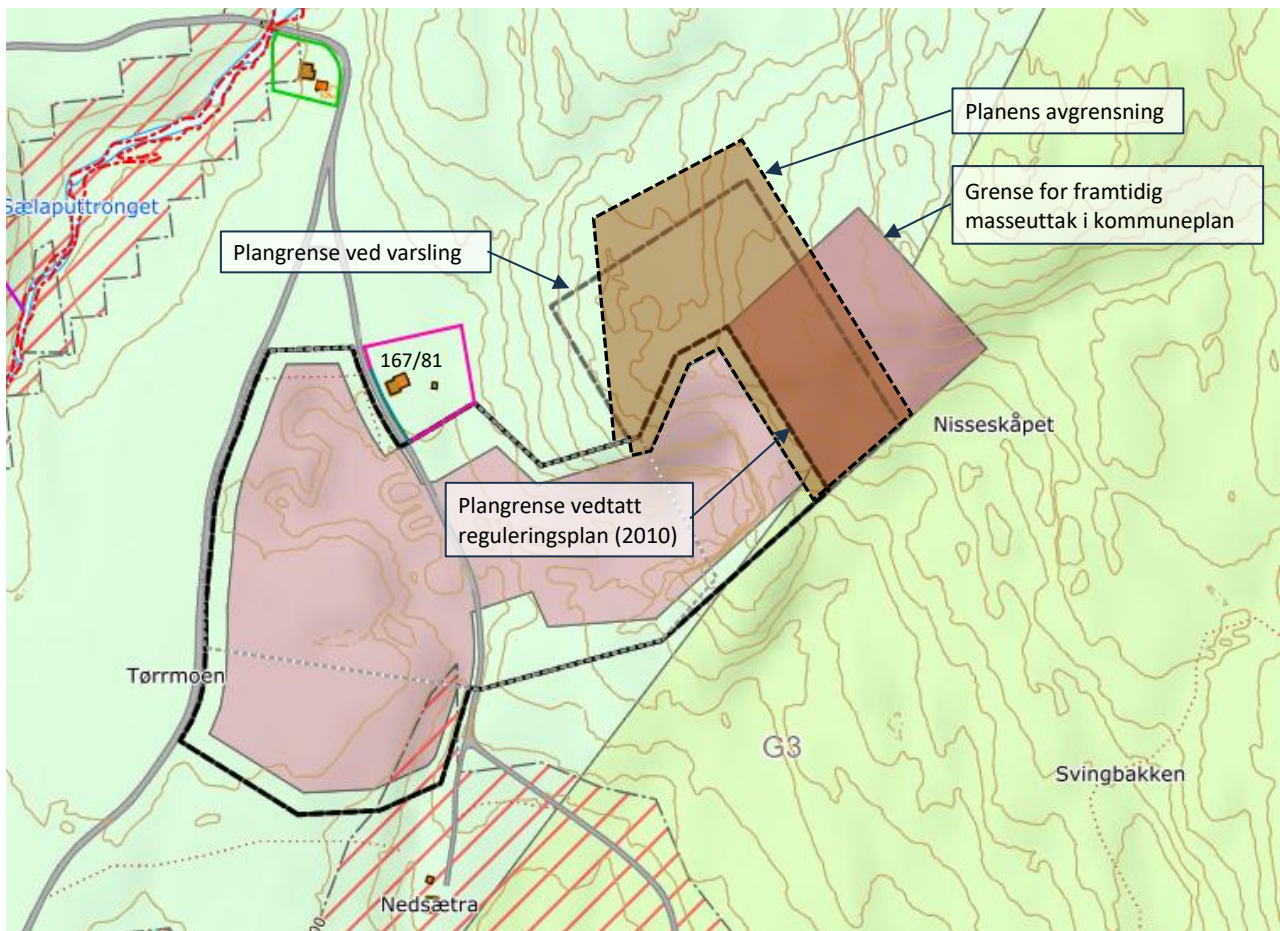 Planens avgrensning
Grense for framtidig
masseuttak i kommuneplan
Sælaputtronget
Plangrense ved varsling
167/81
Nisseskåpet
Plangrense vedtatt
reguleringsplan (2010)
Tørrmoen
G3
Svingbakken
Nedsætra